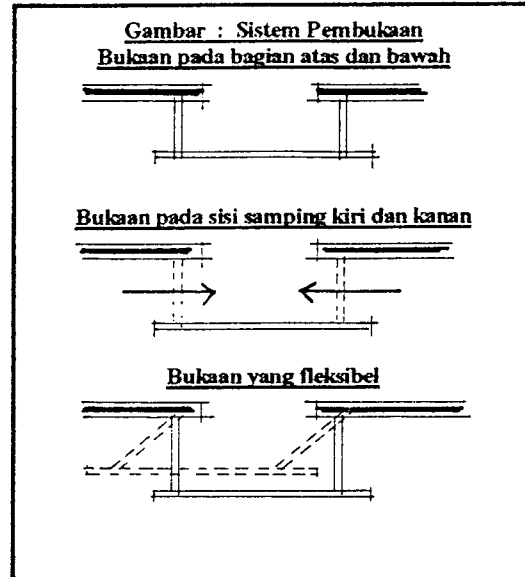 Gambar : Sistem Pembukaan
Bukaan pada bagian atas dan bawah
Bukaan pada sisi samping kiri dan kanan
Bukaan yang fleksibel